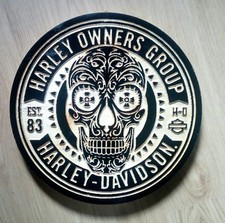 HARLEY OWNERS GROUP
EST.
83
H-D
HARLEY-DAVIDSON.